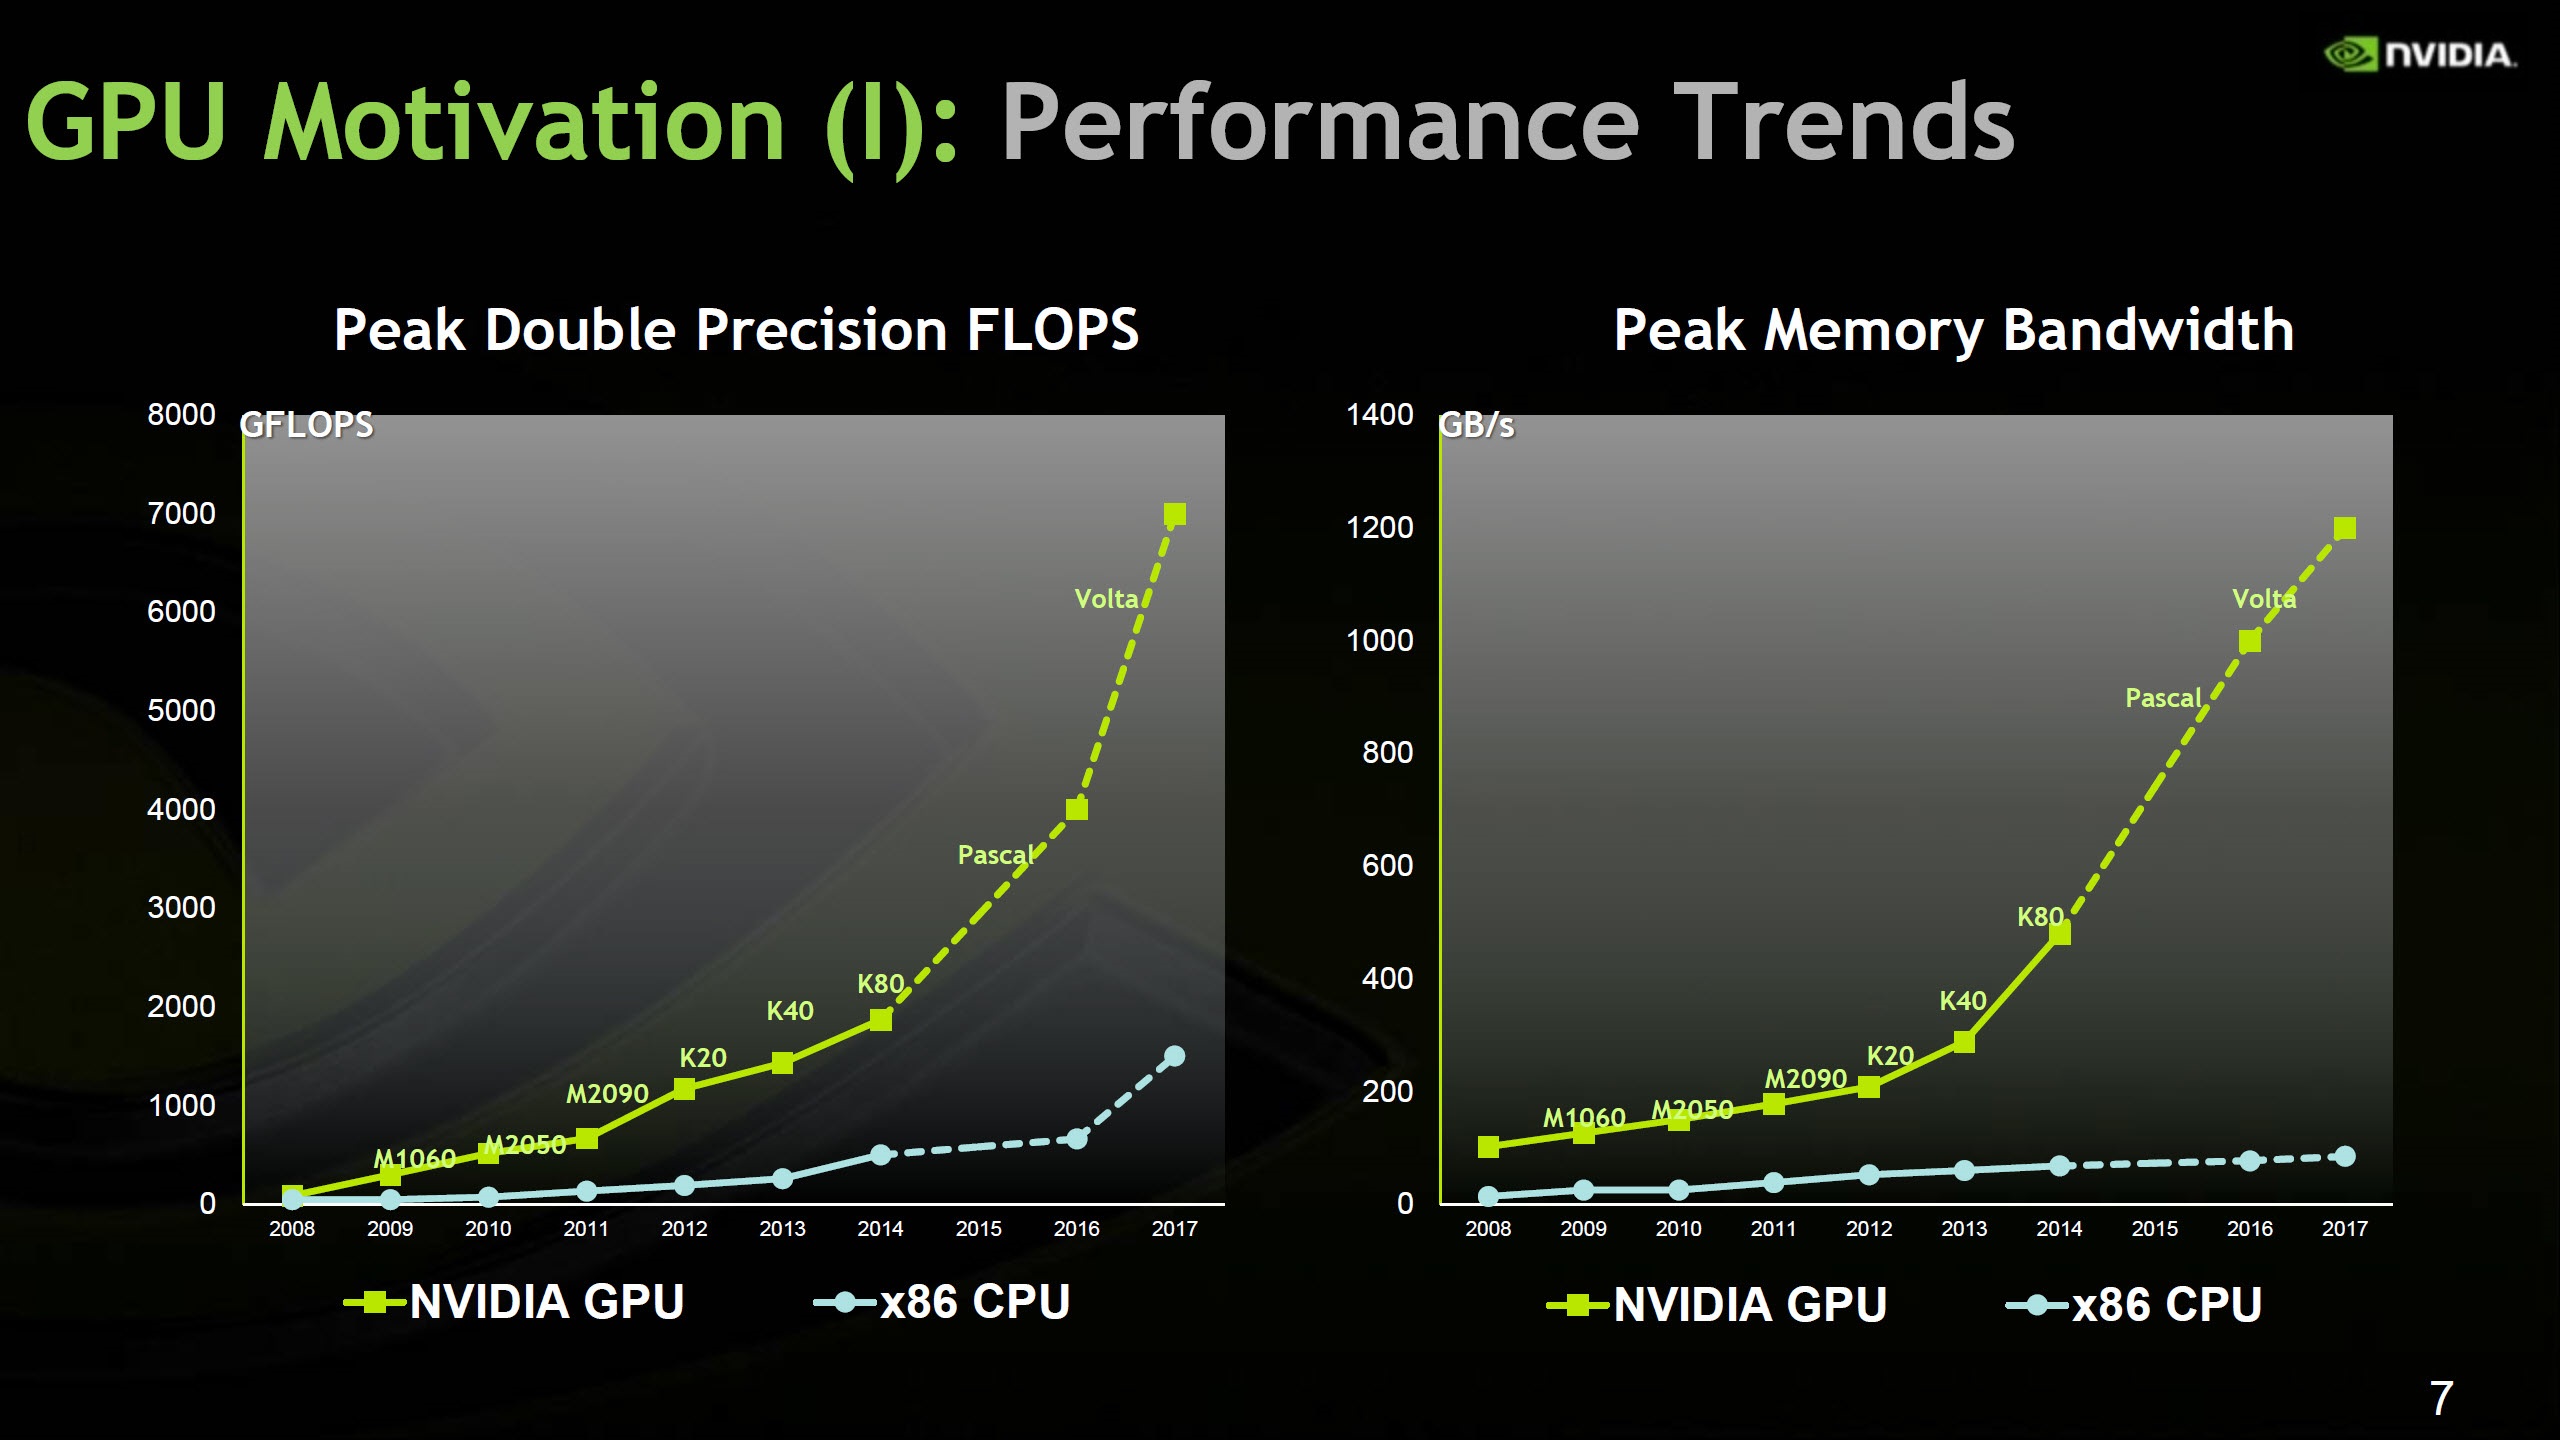 NVIDIA.
GPU Motivation (I): Performance Trends
Peak Double Precision FLOPS
GFLOPS
8000
7000
6000
5000
4000
3000
2000
1000
0
Volta
Pascal
K80
K40
K20
M2090
M2050
M1060
2008 2009 2010 2011 2012 2013 2014 2015 2016 2017
NVIDIA GPU x86 CPU
Peak Memory Bandwidth
GB/s
1400
1200
1000
800
600
400
200
0
Volta
Pascal
K80
K40
K20
M2090
M2050
M1060
2008 2009 2010 2011 2012 2013 2014 2015 2016 2017
NVIDIA GPU x86 CPU
7